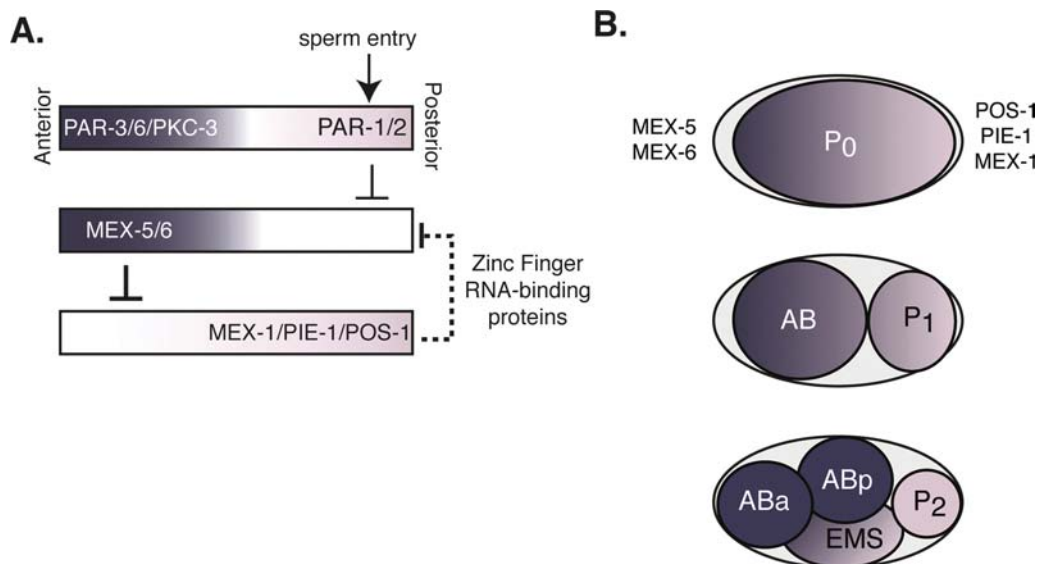 A.
sperm entry
Anterior
PAR-3/6/PKC-3
PAR-1/2
Posterior
MEX-5/6
Zinc Finger
RNA-binding
proteins
MEX-1/PIE-1/POS-1
B.
MEX-5
MEX-6
P0
POS-1
PIE-1
MEX-1
AB
P1
ABa
ABp
EMS
P2